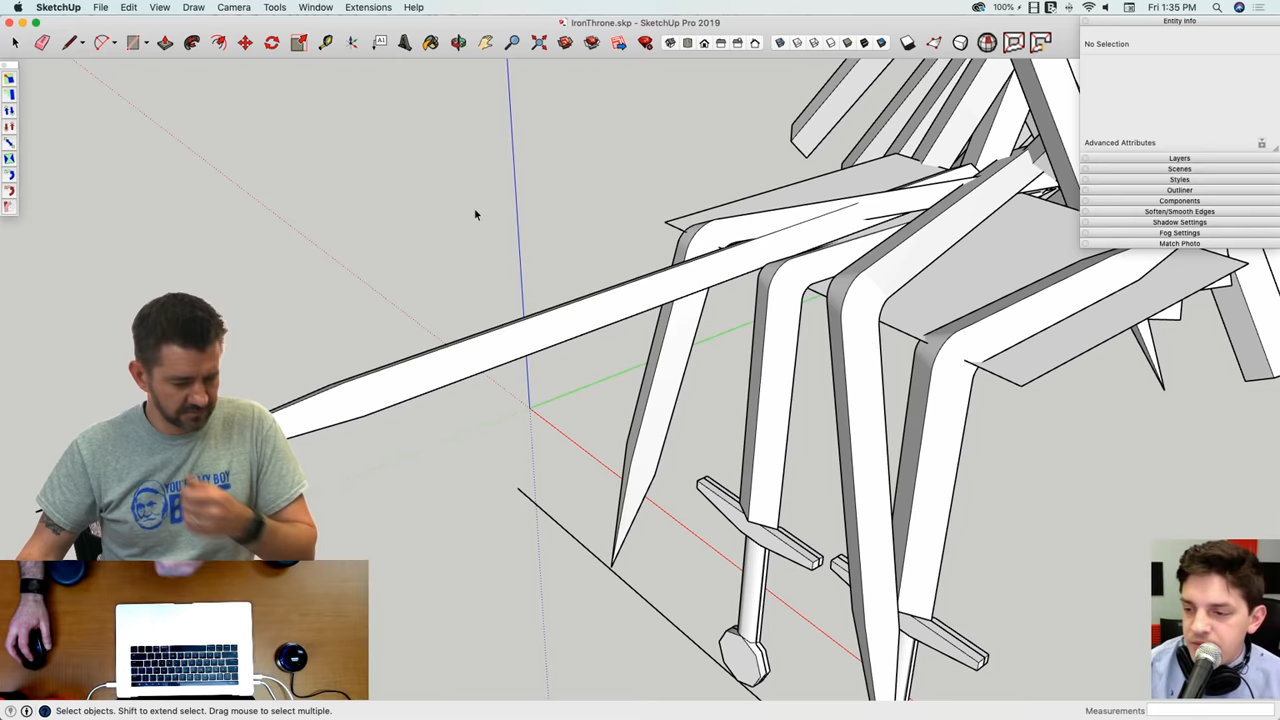 SketchUp File Edit View Draw Camera Tools Window Extensions Help
100% Fri 1:35 PM
IronThrone.skp - SketchUp Pro 2019
Entity Info
No Selection
Advanced Attributes
Layers
Scenes
Styles
Outliner
Components
Soften/Smooth Edges
Shadow Settings
Fog Settings
Match Photo
Select objects. Shift to extend select. Drag mouse to select multiple.
Measurements